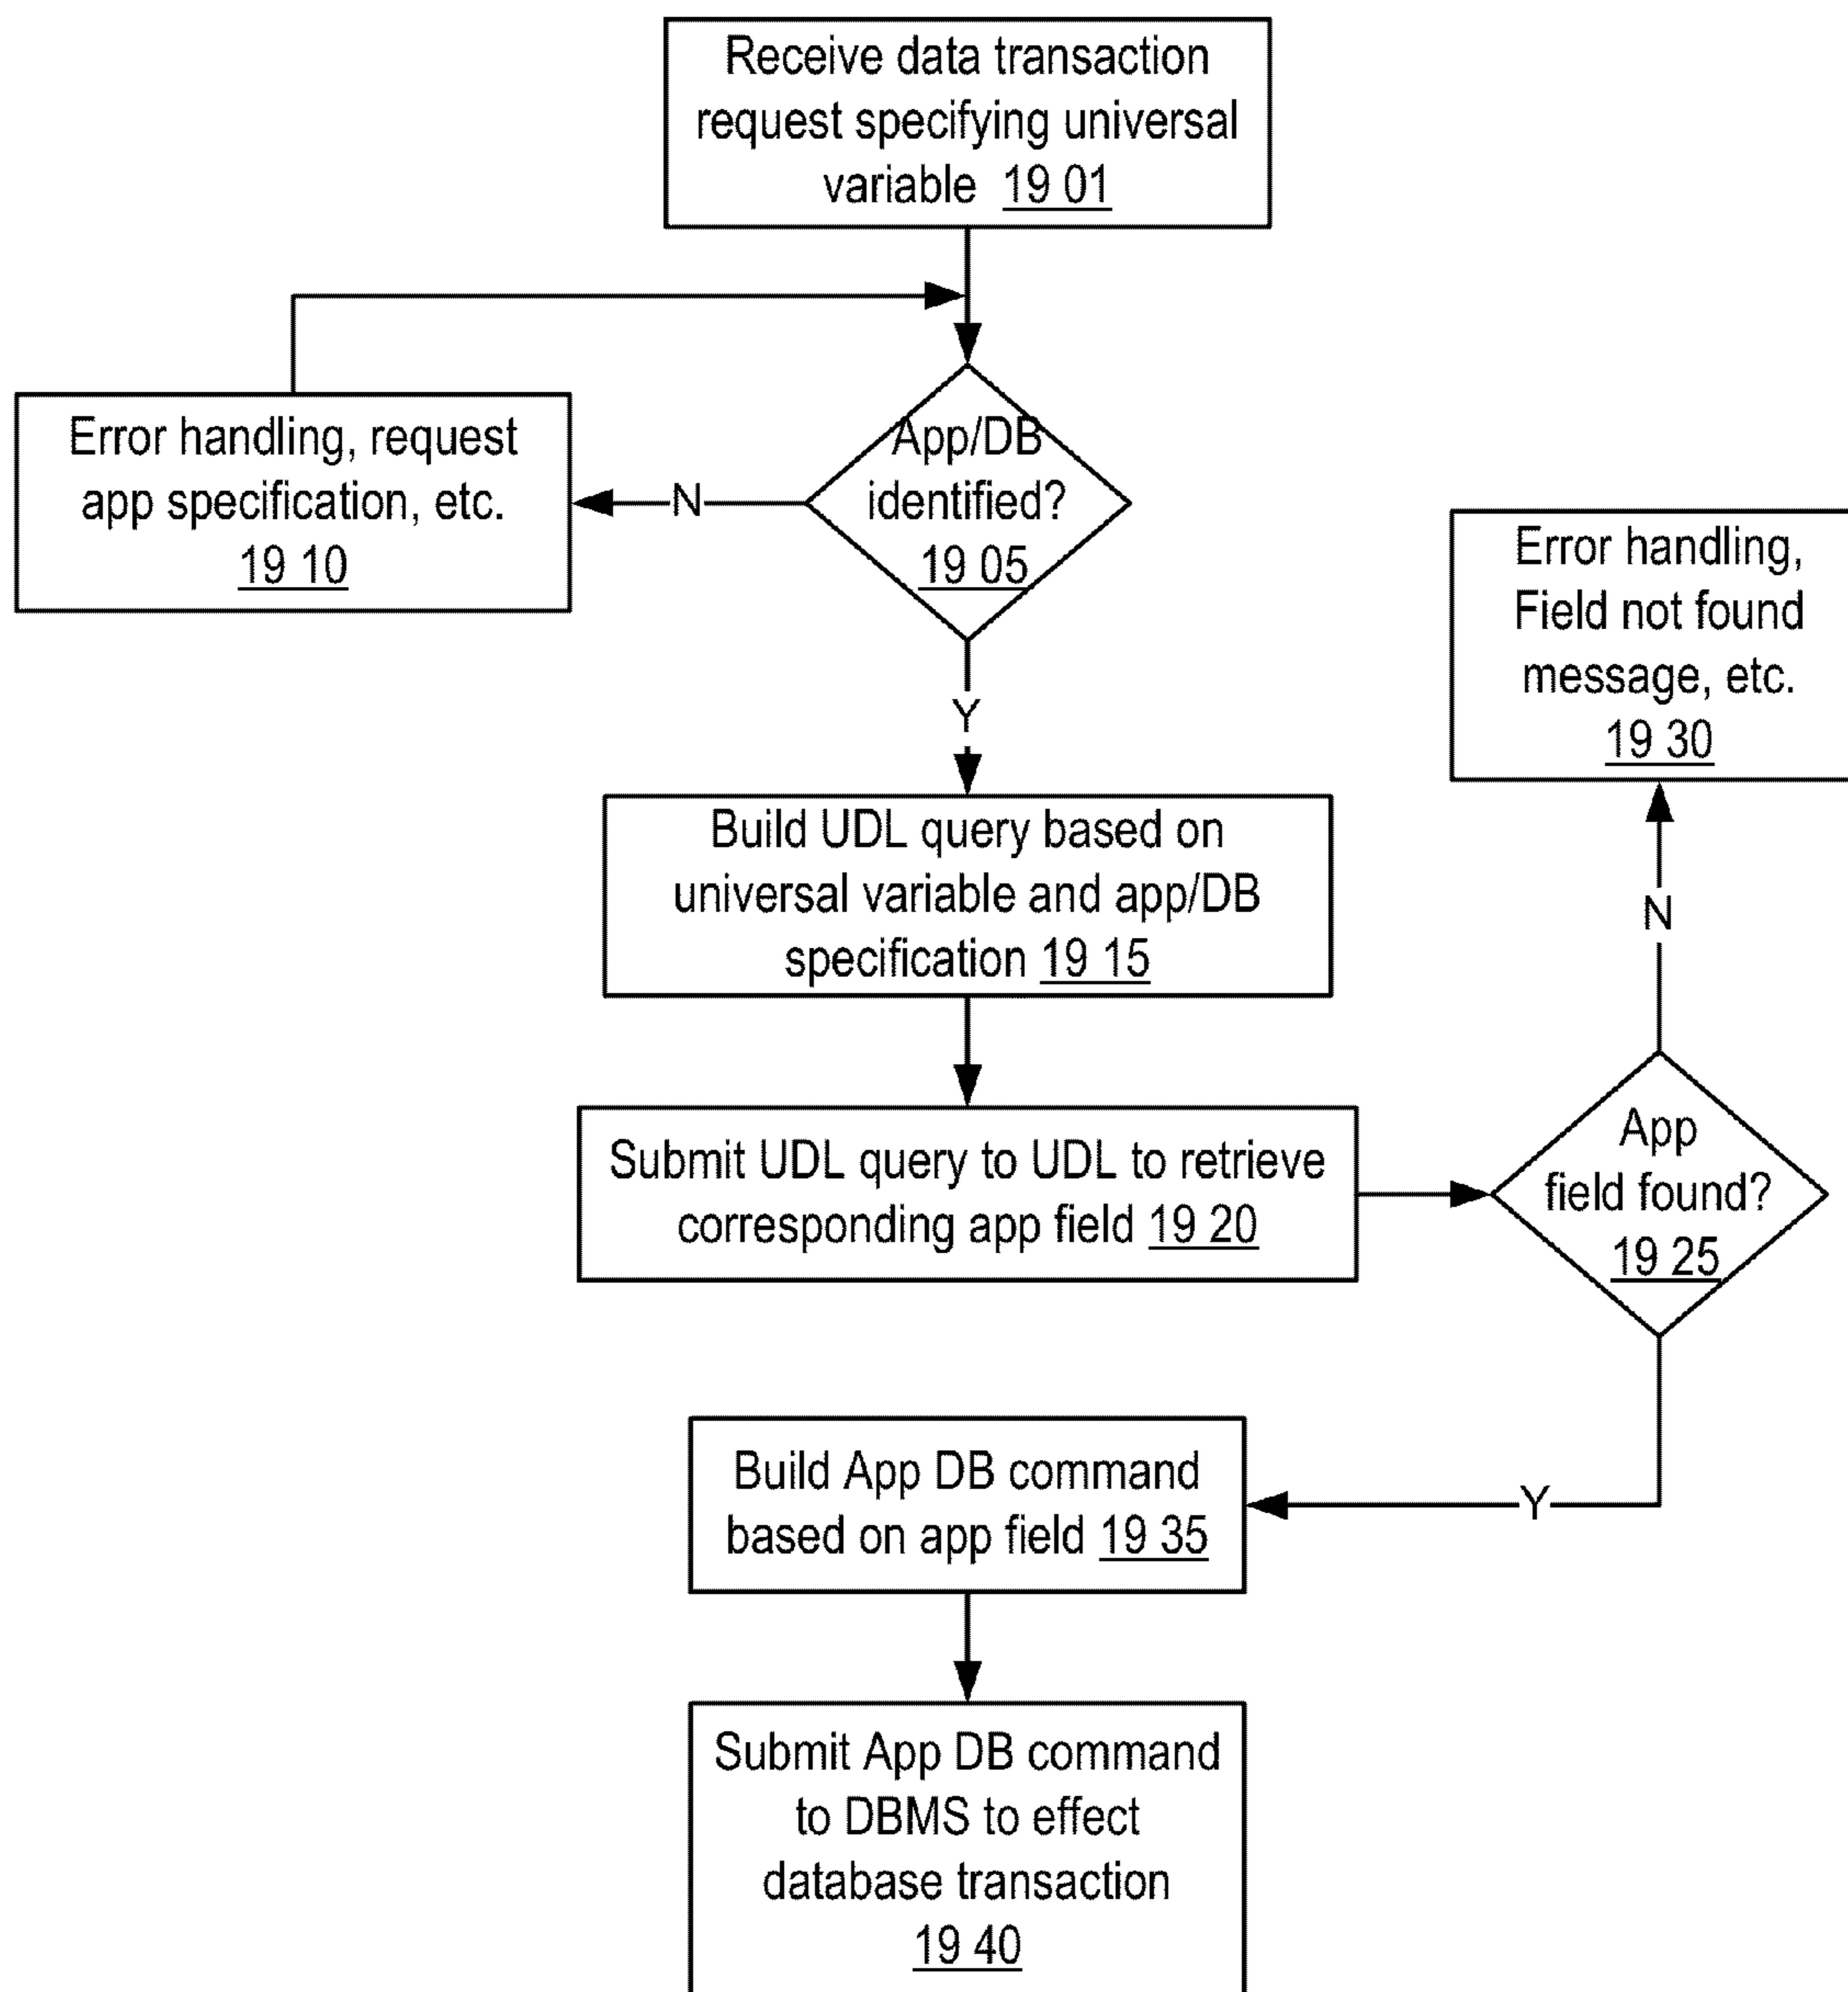 Receive data transaction
request specifying universal
variable 19 01
App/DB
identified?
19 05
N
Error handling, request
app specification, etc.
19 10
Y
Build UDL query based on
universal variable and app/DB
specification 19 15
Submit UDL query to UDL to retrieve
corresponding app field 19 20
App
field found?
19 25
N
Error handling,
Field not found
message, etc.
19 30
Y
Build App DB command
based on app field 19 35
Submit App DB command
to DBMS to effect
database transaction
19 40